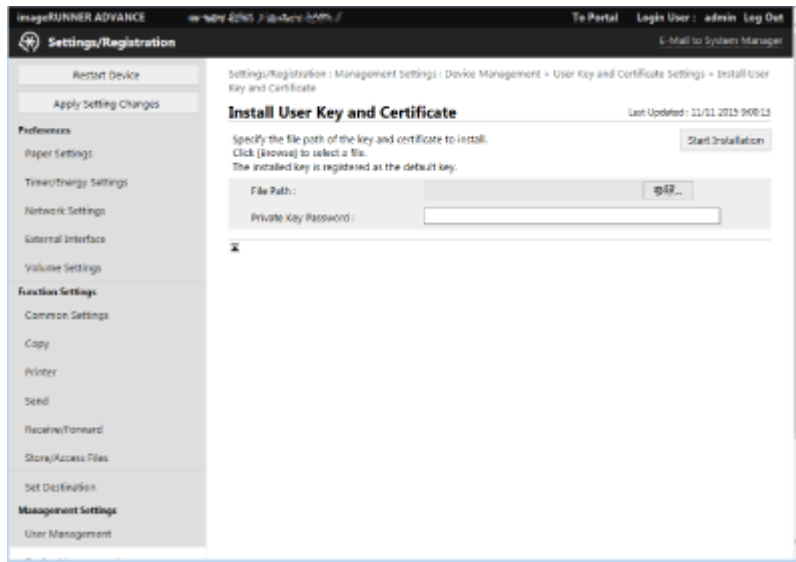 imageRUNNER ADVANCE
To Portal Login User : admin Log Out
Settings/Registration
E-Mail to System Manager
Restart Device
Apply Setting Changes
Preferences
Paper Settings
Timer/Energy Settings
Network Settings
External Interface
Volume Settings
Function Settings
Common Settings
Copy
Printer
Send
Receive/Forward
Store/Access Files
Set Destination
Management Settings
User Management
Settings/Registration : Management Settings : Device Management > User Key and Certificate Settings > Install User
Key and Certificate
Install User Key and Certificate
Last Updated : 11/11 2015
Specify the file path of the key and certificate to install.
Click [Browse] to select a file.
The installed key is registered as the default key.
Start Installation
File Path :
Private Key Password :